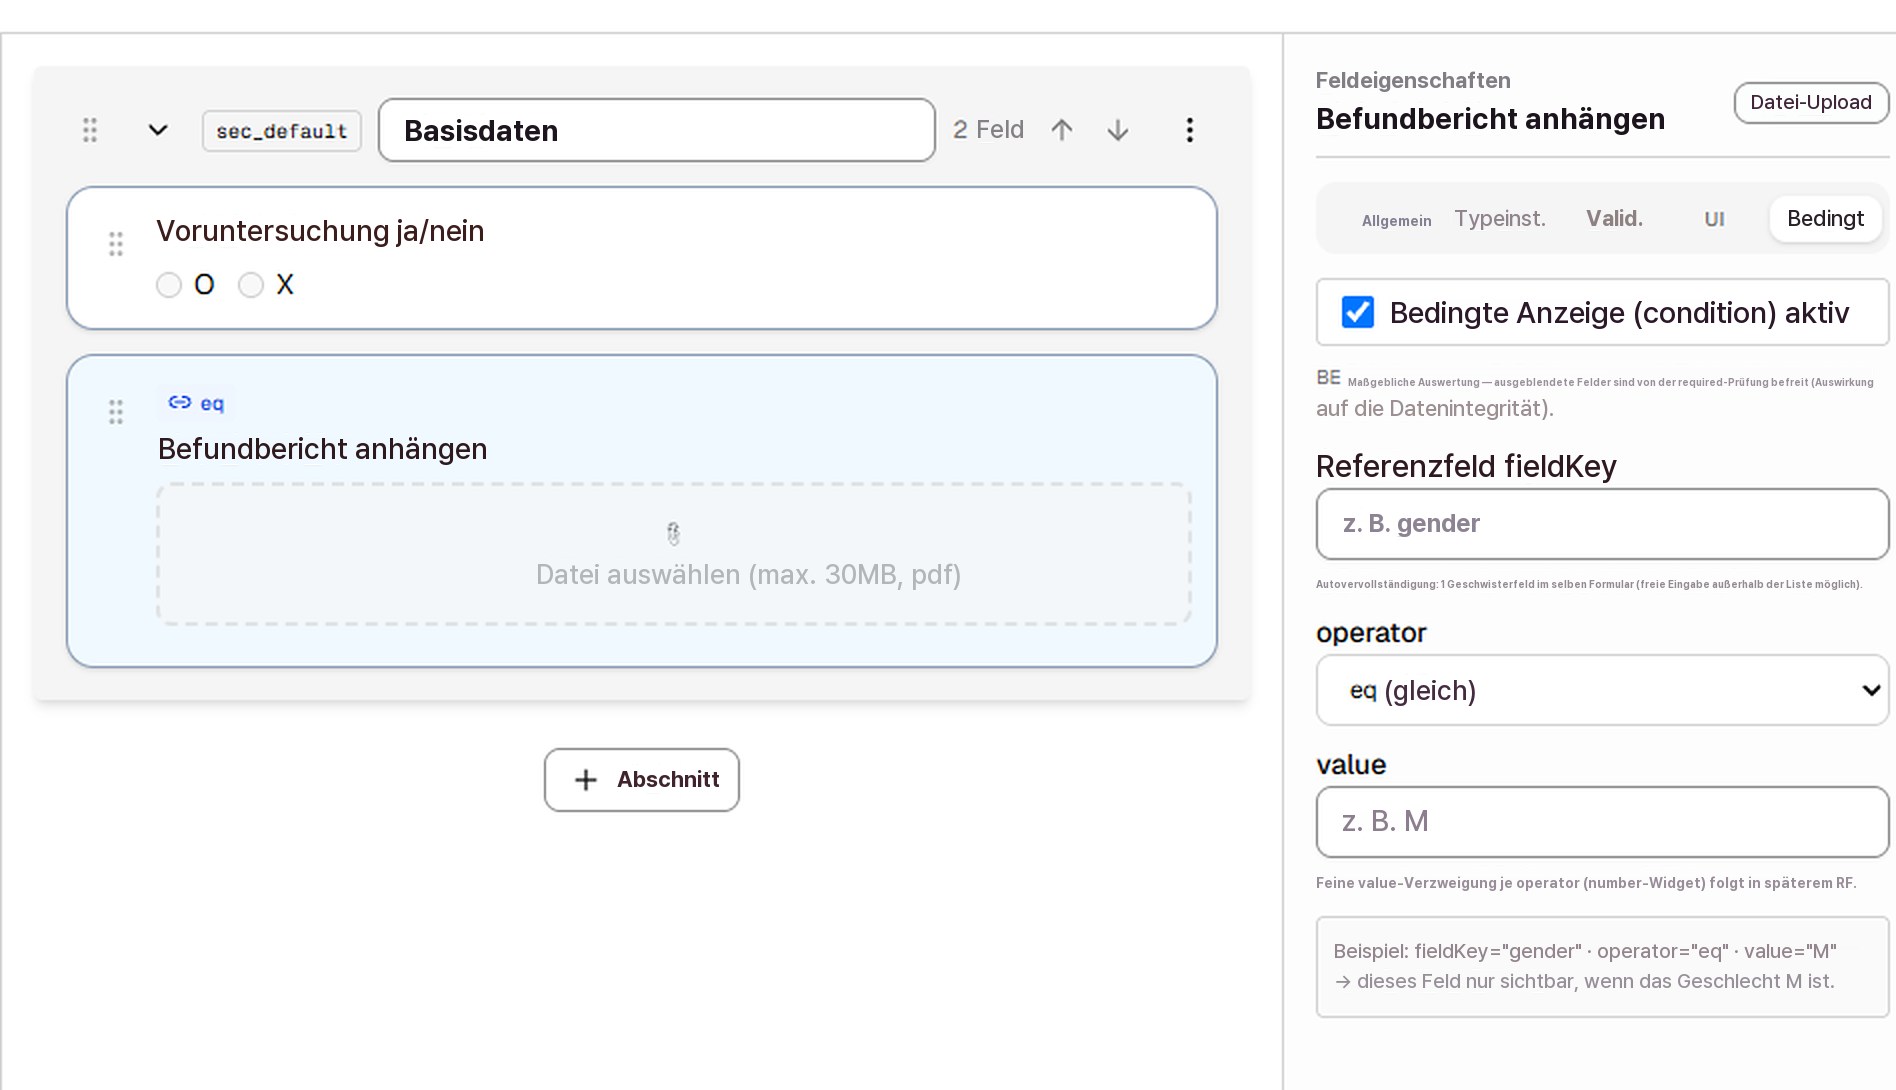 sec_default
Basisdaten
2 Feld
Voruntersuchung ja/nein
O X
eq
Befundbericht anhängen
Datei auswählen (max. 30MB, pdf)
Abschnitt
Feldeigenschaften
Befundbericht anhängen
Datei-Upload
Allgemein Typeinst. Valid. UI Bedingt
Bedingte Anzeige (condition) aktiv
BE Maßgebliche Auswertung — ausgeblendete Felder sind von der required-Prüfung befreit (Auswirkung
auf die Datenintegrität).
Referenzfeld fieldKey
z. B. gender
Autovervollständigung: 1 Geschwisterfeld im selben Formular (freie Eingabe außerhalb der Liste möglich).
operator
eq (gleich)
value
z. B. M
Feine value-Verzweigung je operator (number-Widget) folgt in späterem RF.
Beispiel: fieldKey="gender" · operator="eq" · value="M"
→ dieses Feld nur sichtbar, wenn das Geschlecht M ist.